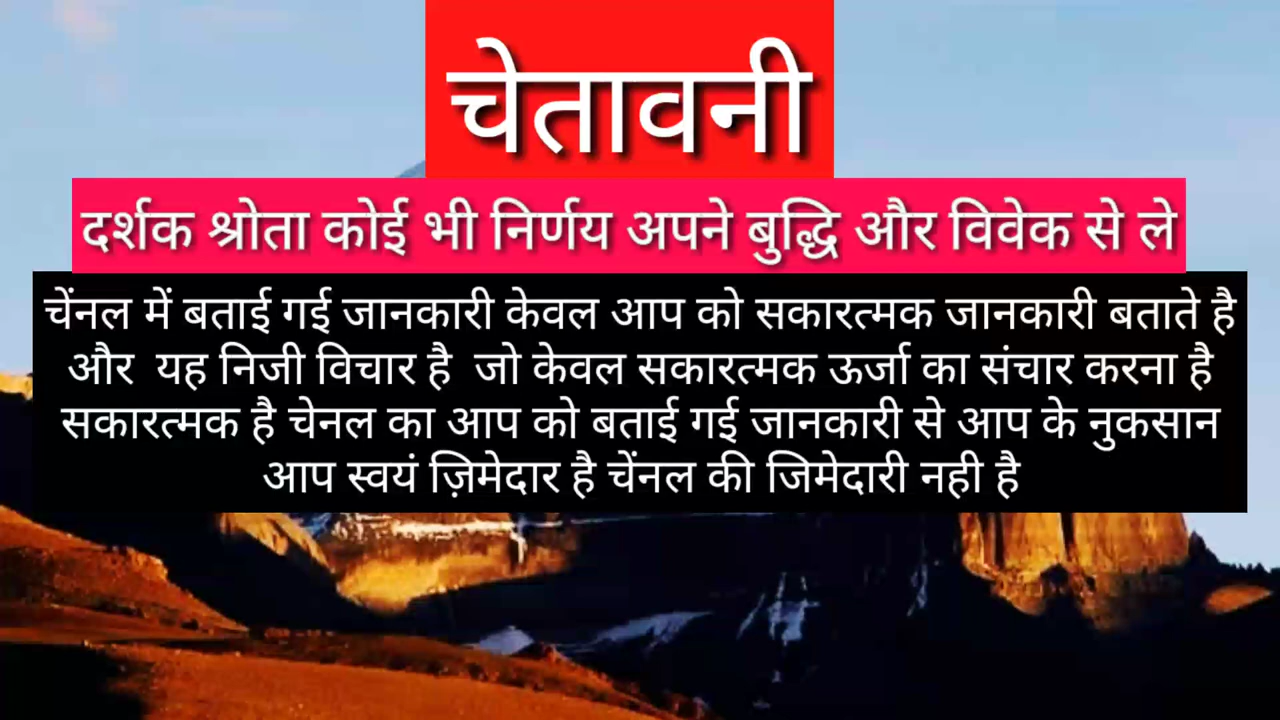 चेतावनी
दर्शक श्रोता कोई भी निर्णय अपने बुद्धि और विवेक से ले
चेंनल में बताई गई जानकारी केवल आप को सकारत्मक जानकारी बताते है
और यह निजी विचार है जो केवल सकारत्मक ऊर्जा का संचार करना है
सकारत्मक है चेनल का आप को बताई गई जानकारी से आप के नुकसान
आप स्वयं ज़िमेदार है चेंनल की जिमेदारी नही है